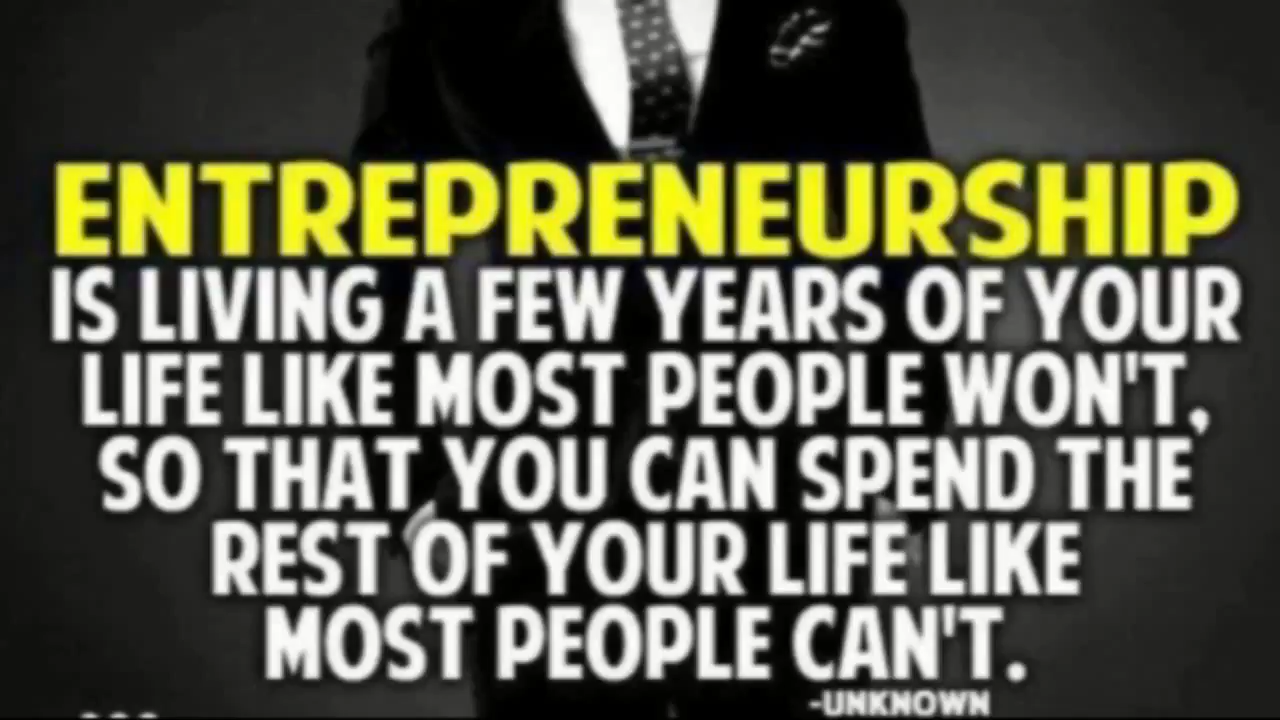 ENTREPRENEURSHIP
IS LIVING A FEW YEARS OF YOUR
LIFE LIKE MOST PEOPLE WON'T,
SO THAT YOU CAN SPEND THE
REST OF YOUR LIFE LIKE
MOST PEOPLE CAN'T.
-UNKNOWN